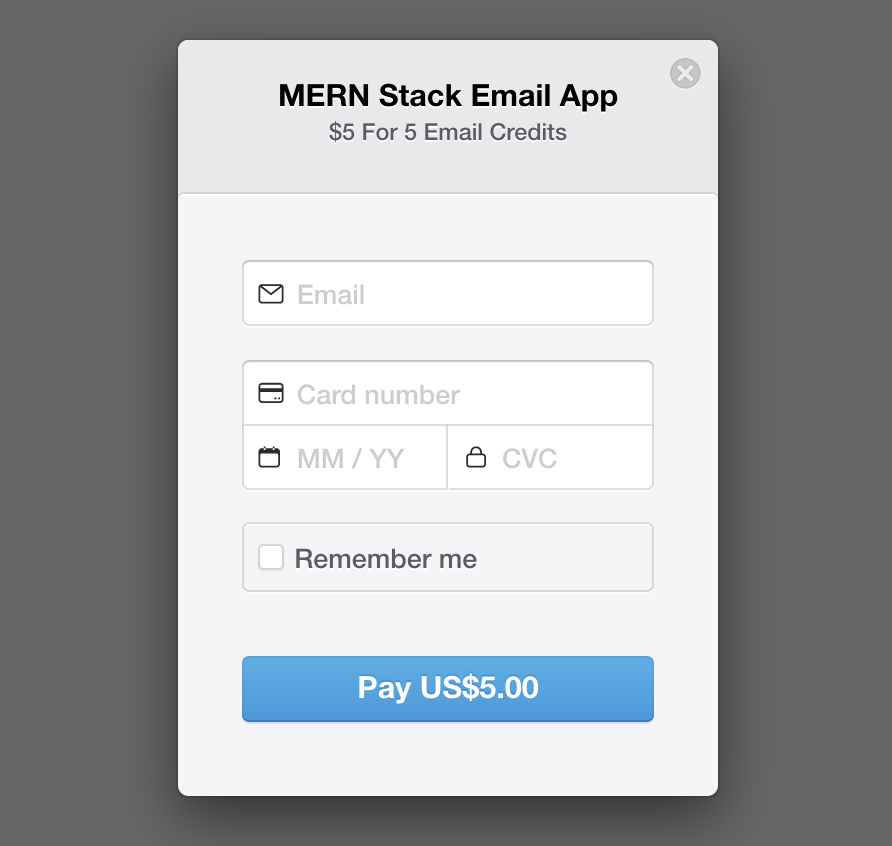 MERN Stack Email App
$5 For 5 Email Credits
Email
Card number
MM / YY
CVC
Remember me
Pay US$5.00